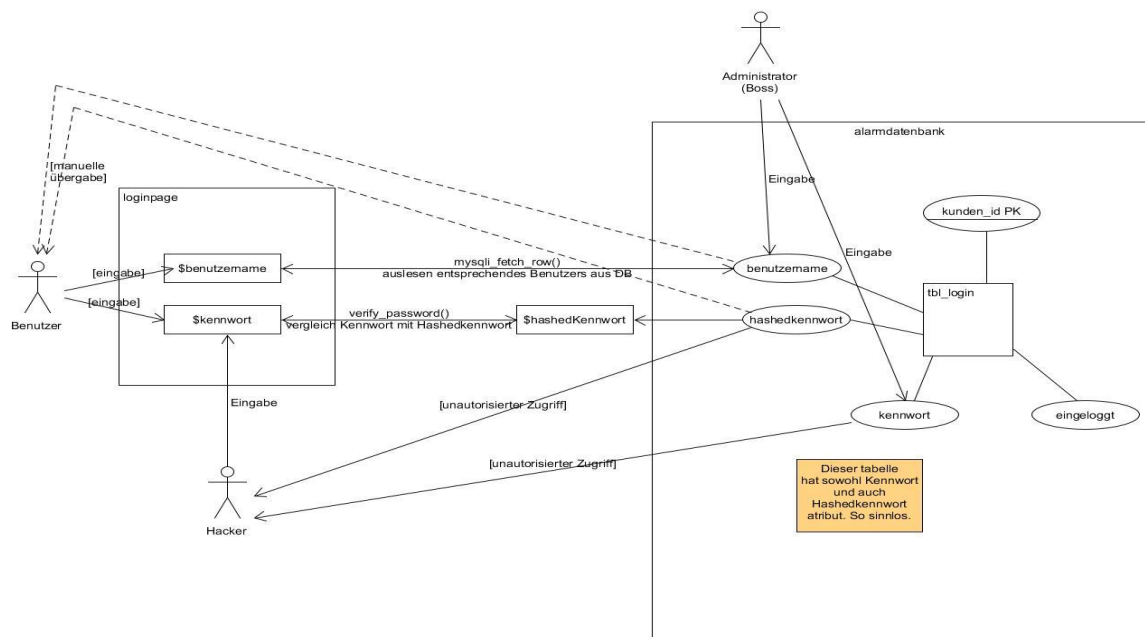 Administrator
(Boss)
alarmdatenbank
[manuelle
übergabe]
Eingabe
loginpage
kunden_id PK
Eingabe
mysqli_fetch_row()
$benutzername
benutzername
[eingabe]
auslesen entsprechendes Benutzers aus DB
tbl_login
[eingabe]
verify_password()
Benutzer
$kennwort
$hashedKennwort
hashedkennwort
vergleich Kennwort mit Hashedkennwort
Eingabe
[unautorisierter Zugriff]
kennwort
eingeloggt
[unautorisierter Zugriff]
Dieser tabelle
hat sowohl Kennwort
und auch
Hashedkennwort
atribut. So sinnlos.
Hacker